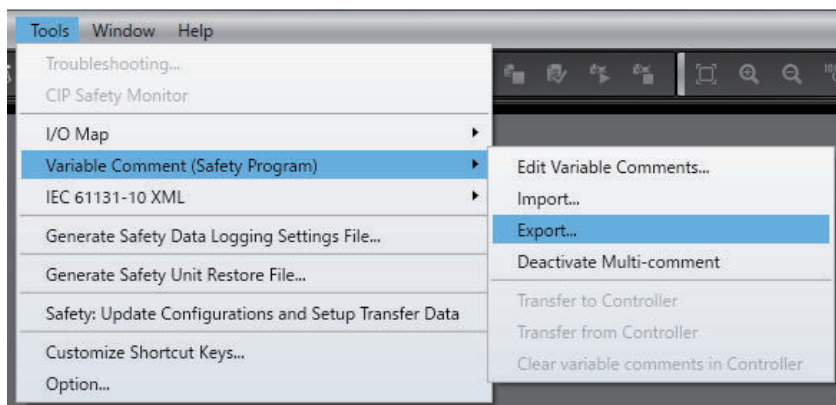 Tools Window Help
Troubleshooting...
CIP Safety Monitor
I/O Map
Variable Comment (Safety Program)
IEC 61131-10 XML
Generate Safety Data Logging Settings File...
Generate Safety Unit Restore File...
Safety: Update Configurations and Setup Transfer Data
Customize Shortcut Keys...
Option...
Edit Variable Comments...
Import...
Export...
Deactivate Multi-comment
Transfer to Controller
Transfer from Controller
Clear variable comments in Controller